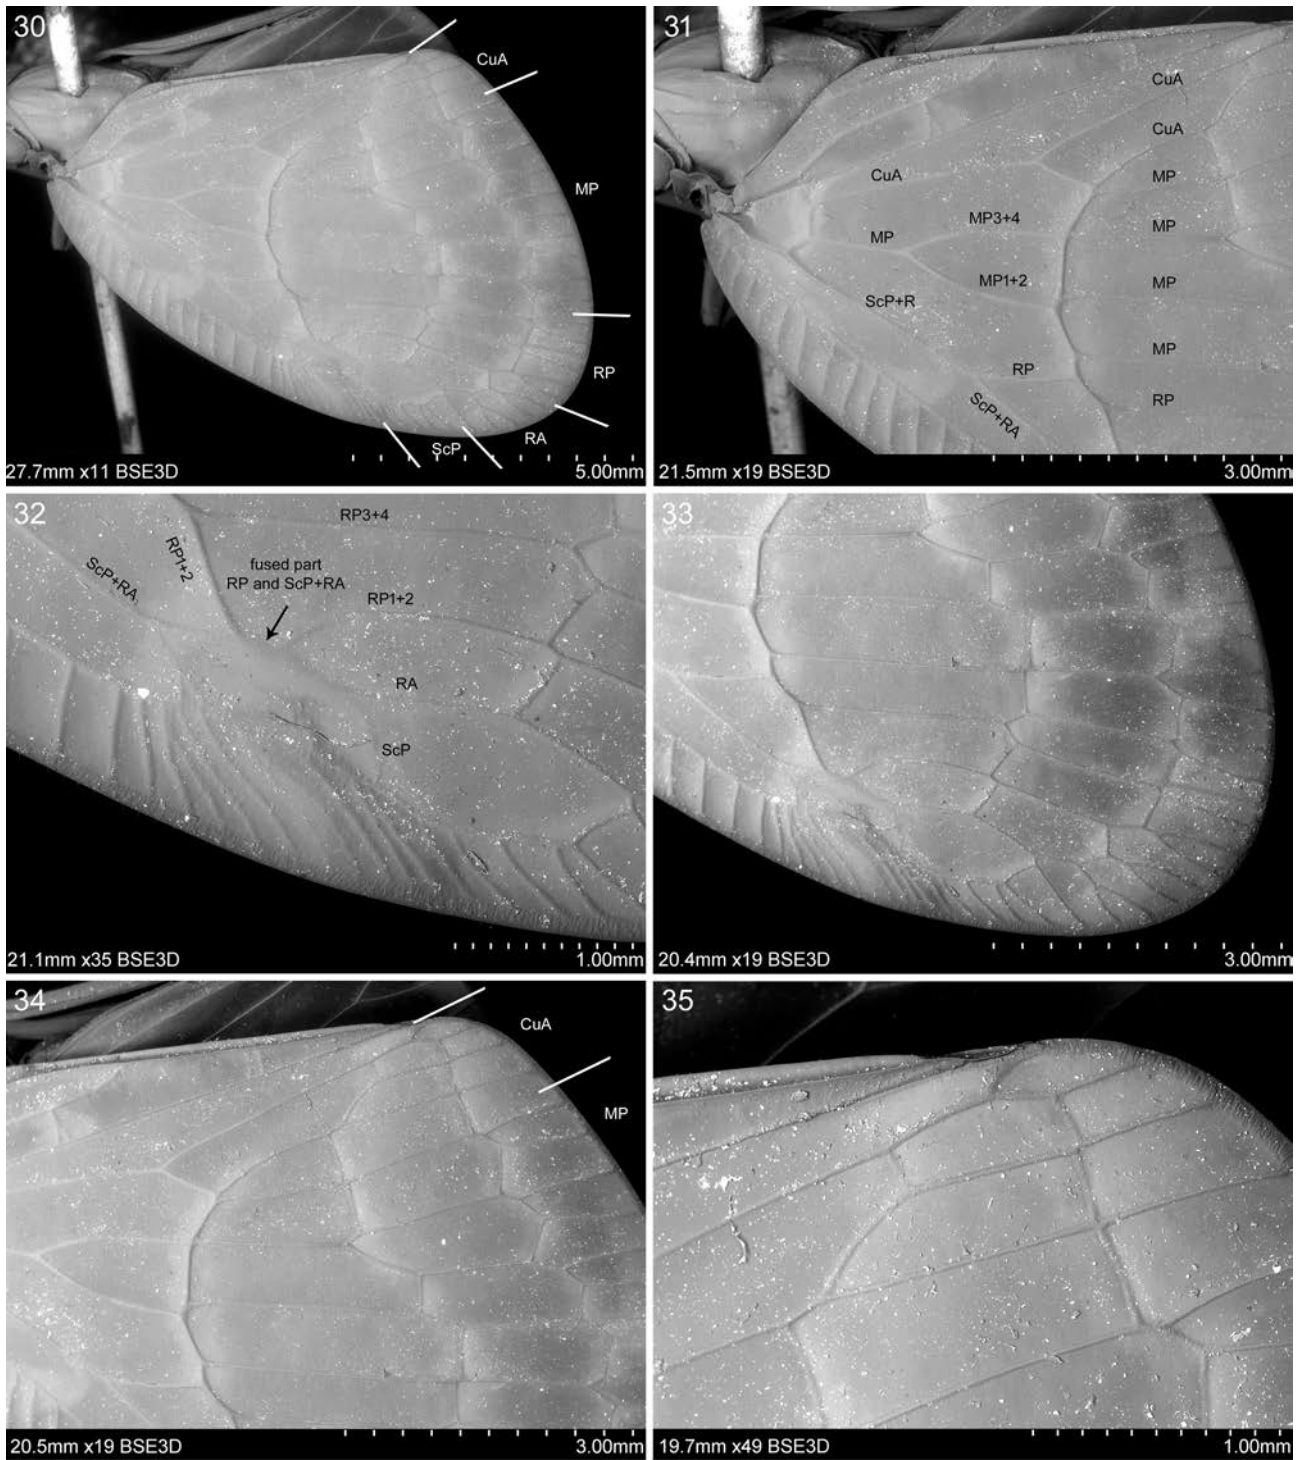 30
CuA
MP
RP
RA
ScP
27.7mm x11 BSE3D
5.00mm
31
CuA
CuA
CuA
MP
MP3+4
MP
MP
MP1+2
MP
ScP+R
MP
RP
RP
ScP+RA
21.5mm x19 BSE3D
3.00mm
32
RP3+4
RP1+2
ScP+RA
fused part
RP and ScP+RA
RP1+2
RA
ScP
21.1mm x35 BSE3D
1.00mm
33
20.4mm x19 BSE3D
3.00mm
34
CuA
MP
20.5mm x19 BSE3D
3.00mm
35
19.7mm x49 BSE3D
1.00mm